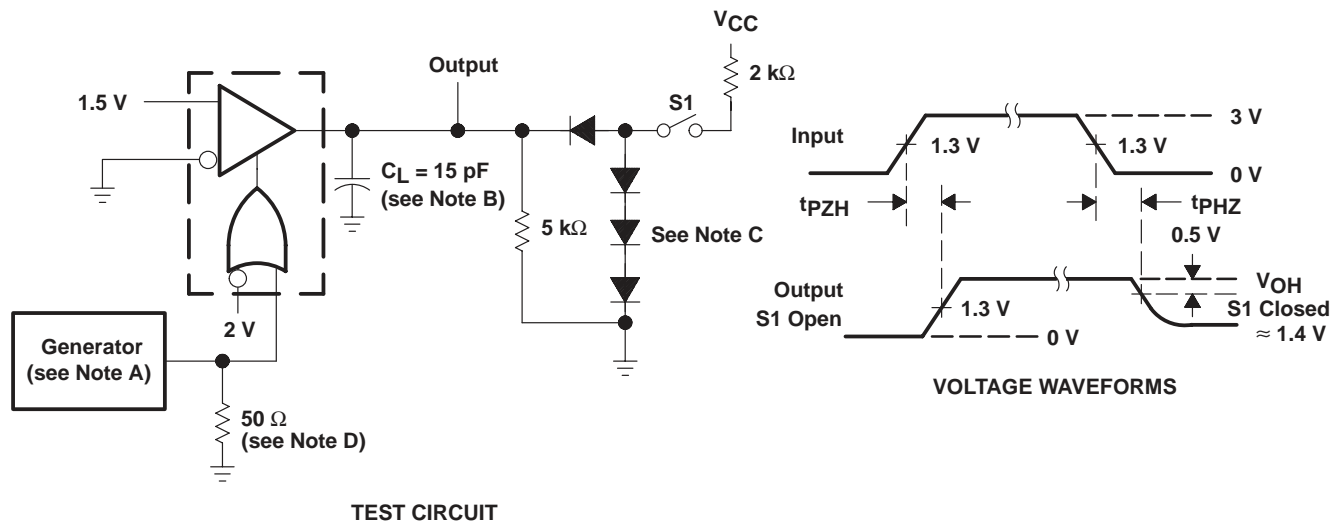 VCC
2 kΩ
Output
S1
1.5 V
CL = 15 pF
(see Note B)
5 kΩ
See Note C
2 V
Generator
(see Note A)
50 Ω
(see Note D)
TEST CIRCUIT
Input
3 V
1.3 V
1.3 V
0 V
tPZH
tPHZ
0.5 V
Output
S1 Open
VOH
S1 Closed
≈ 1.4 V
1.3 V
0 V
VOLTAGE WAVEFORMS